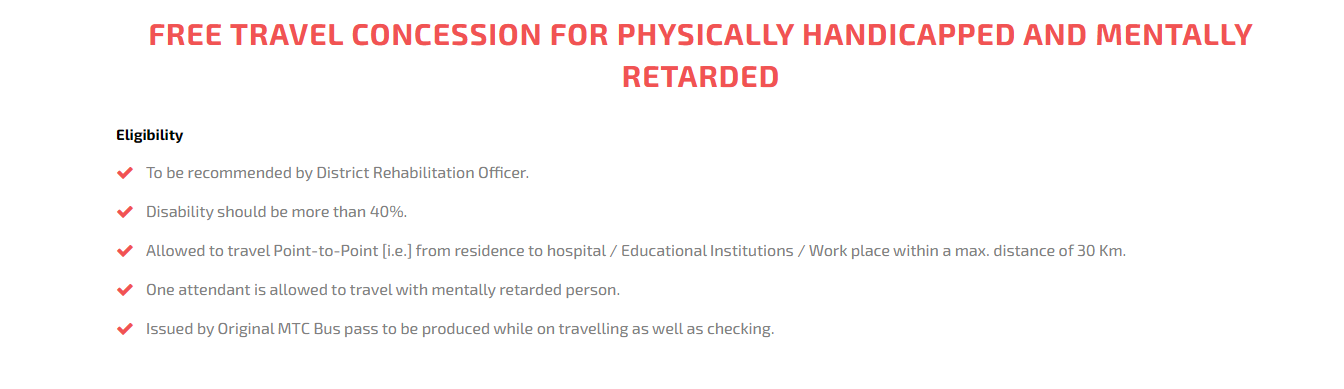 FREE TRAVEL CONCESSION FOR PHYSICALLY HANDICAPPED AND MENTALLY
RETARDED
Eligibility
To be recommended by District Rehabilitation Officer.
Disability should be more than 40%.
Allowed to travel Point-to-Point [i.e.] from residence to hospital / Educational Institutions / Work place within a max. distance of 30 Km.
One attendant is allowed to travel with mentally retarded person.
Issued by Original MTC Bus pass to be produced while on travelling as well as checking.